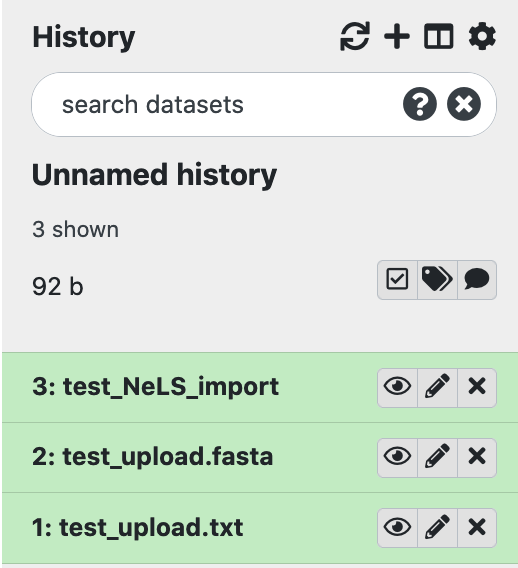 History
search datasets
Unnamed history
3 shown
92 b
3: test_NeLS_import
2: test_upload.fasta
1: test_upload.txt